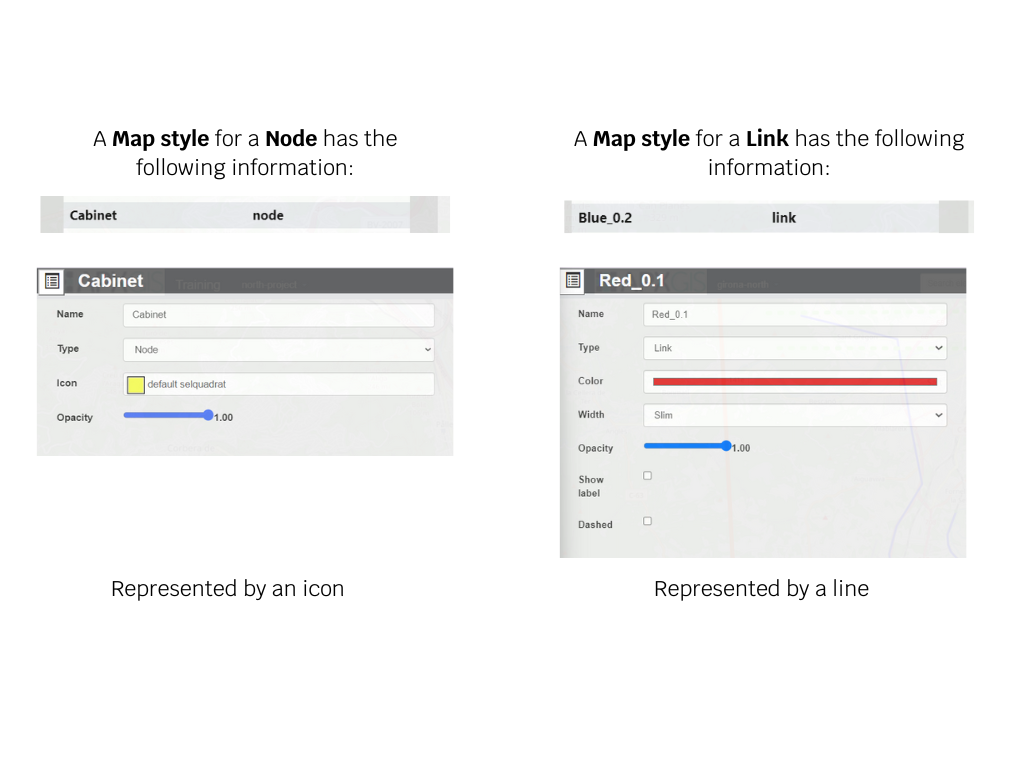 A Map style for a Node has the
following information:
Cabinet node
Cabinet
Training
Name Cabinet
Type Node
Icon default selquadrat
Opacity 1.00
Represented by an icon
A Map style for a Link has the following
information:
Blue_0.2 link
Red_0.1
Name Red_0.1
Type Link
Color
Width Slim
Opacity 1.00
Show
label
Dashed
Represented by a line